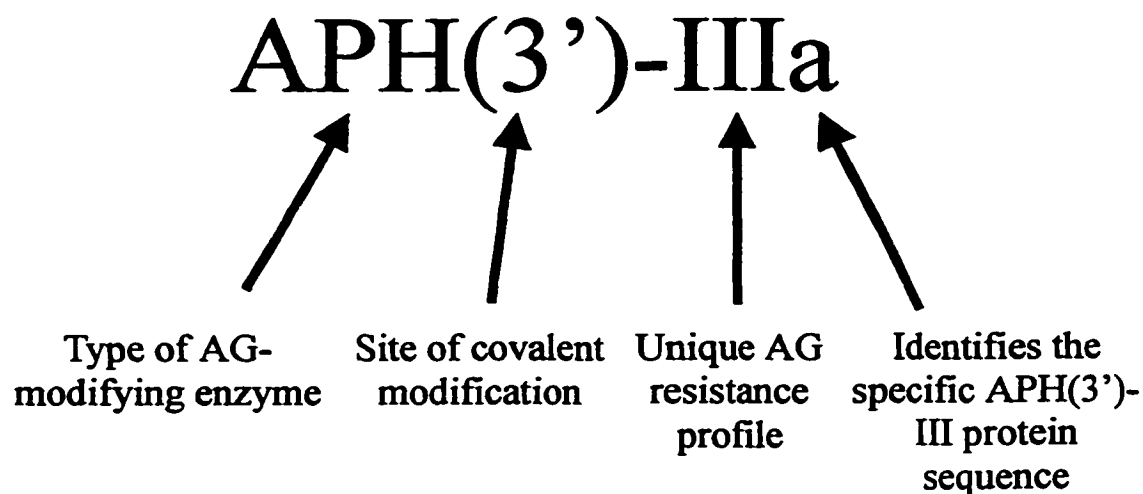 APH(3’)-IIIa
Type of AG-
modifying enzyme
Site of covalent
modification
Unique AG
resistance
profile
Identifies the
specific APH(3’)-
III protein
sequence